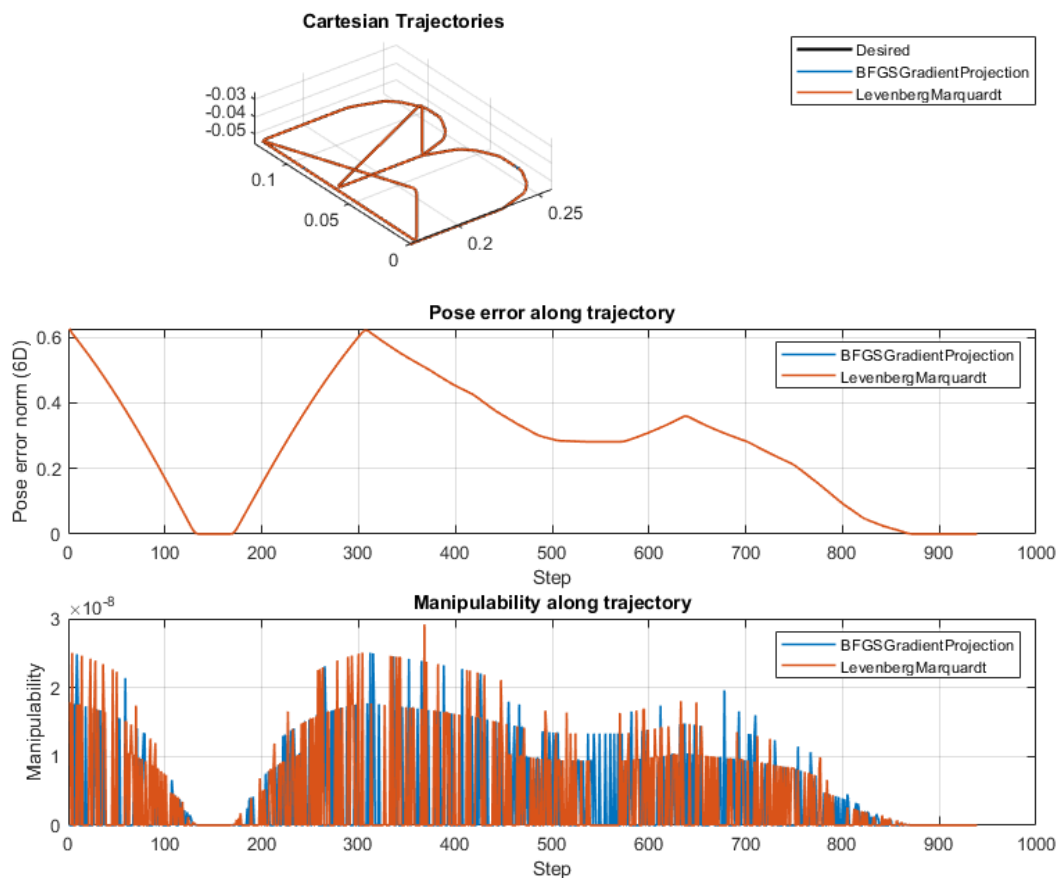 Cartesian Trajectories
Desired
BFGSGradientProjection
LevenbergMarquardt
-0.03
-0.04
-0.05
0.1
0.05
0
0.2
0.25
Pose error along trajectory
BFGSGradientProjection
LevenbergMarquardt
Pose error norm (6D)
0.6
0.4
0.2
0
0 100 200 300 400 500 600 700 800 900 1000
Step
×10^-8
Manipulability along trajectory
BFGSGradientProjection
LevenbergMarquardt
Manipulability
3
2
1
0
0 100 200 300 400 500 600 700 800 900 1000
Step